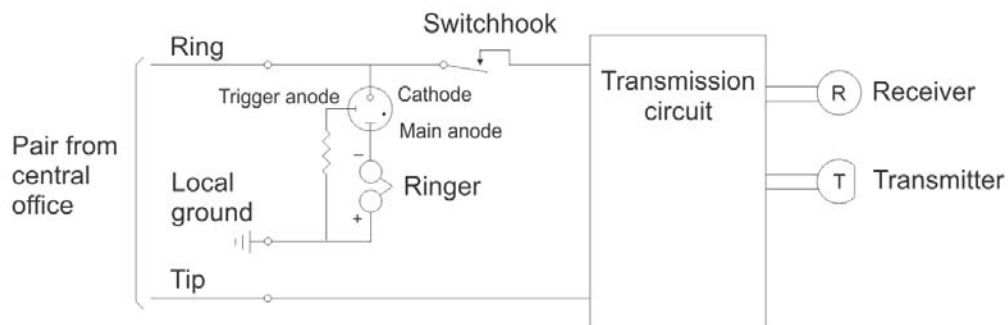 Switchhook
Ring
Trigger anode
Cathode
Main anode
Transmission
circuit
R
Receiver
Pair from
central
office
Local
ground
−
Ringer
+
T
Transmitter
Tip